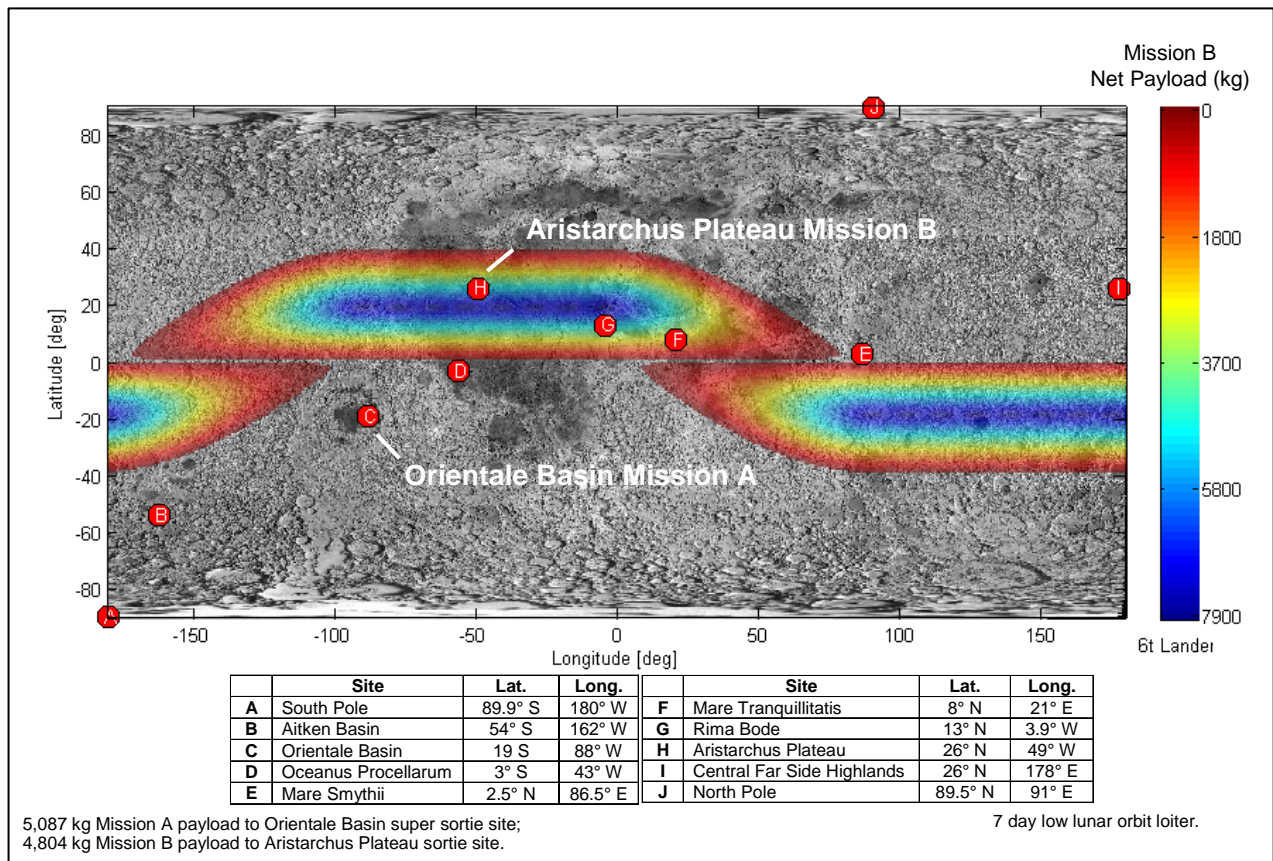 Mission B
Net Payload (kg)
J
80
0
60
Aristarchus Plateau Mission B
1800
40
H
I
20
G
F
E
Latitude [deg]
0
D
3700
-20
C
Orientale Basin Mission A
-40
5800
B
-60
-80
A
7900
-150
-100
-50
0
50
100
150
Longitude [deg]
6t Lander
Site Lat. Long. Site Lat. Long.
A South Pole 89.9° S 180° W F Mare Tranquillitatis 8° N 21° E
B Aitken Basin 54° S 162° W G Rima Bode 13° N 3.9° W
C Orientale Basin 19 S 88° W H Aristarchus Plateau 26° N 49° W
D Oceanus Procellarum 3° S 43° W I Central Far Side Highlands 26° N 178° E
E Mare Smythii 2.5° N 86.5° E J North Pole 89.5° N 91° E
5,087 kg Mission A payload to Orientale Basin super sortie site;
4,804 kg Mission B payload to Aristarchus Plateau sortie site.
7 day low lunar orbit loiter.